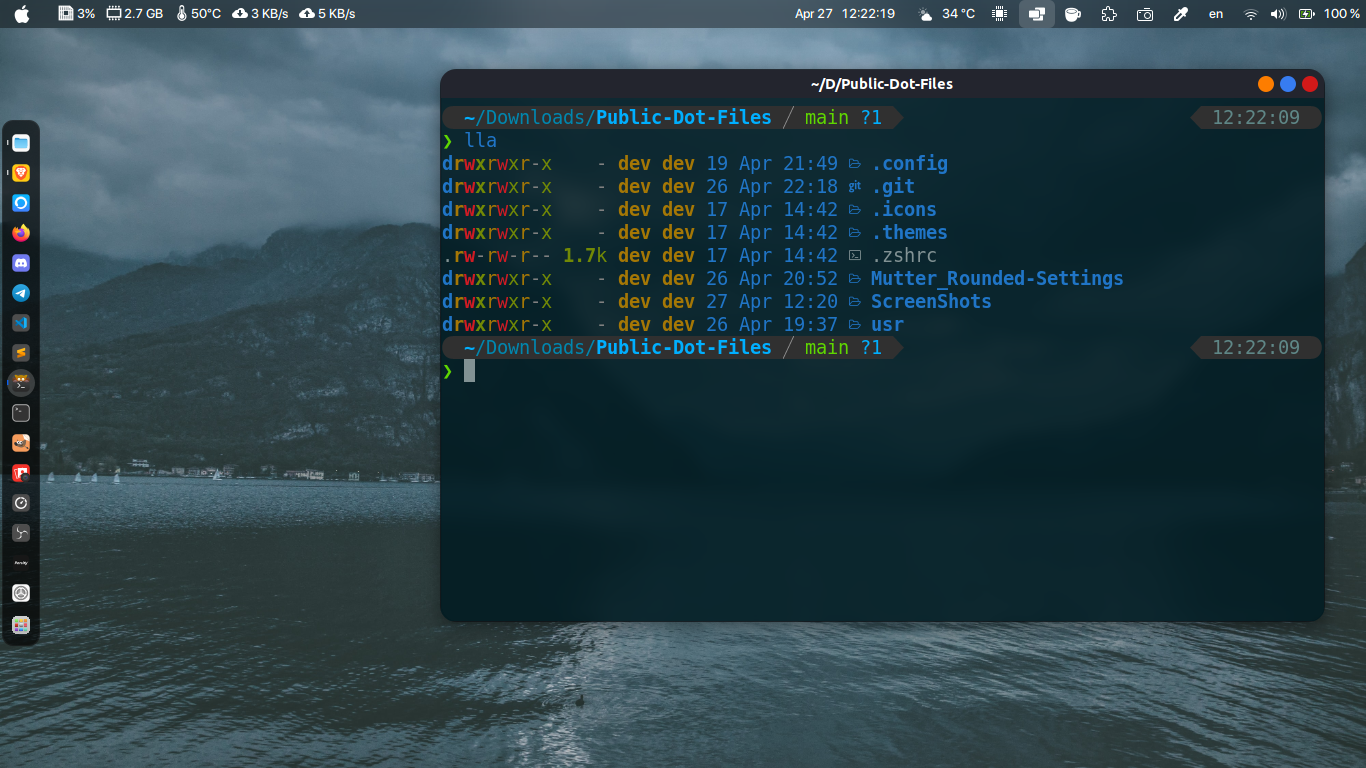 3% 2.7 GB 50°C 3 KB/s 5 KB/s Apr 27 12:22:19 34 °C en 100 %
~/D/Public-Dot-Files
~/Downloads/Public-Dot-Files / main ?1 12:22:09
❯ lla
drwxrwxr-x - dev dev 19 Apr 21:49 .config
drwxrwxr-x - dev dev 26 Apr 22:18 git .git
drwxrwxr-x - dev dev 17 Apr 14:42 .icons
drwxrwxr-x - dev dev 17 Apr 14:42 .themes
.rw-rw-r-- 1.7k dev dev 17 Apr 14:42 .zshrc
drwxrwxr-x - dev dev 26 Apr 20:52 Mutter_Rounded-Settings
drwxrwxr-x - dev dev 27 Apr 12:20 ScreenShots
drwxrwxr-x - dev dev 26 Apr 19:37 usr
~/Downloads/Public-Dot-Files / main ?1 12:22:09
❯